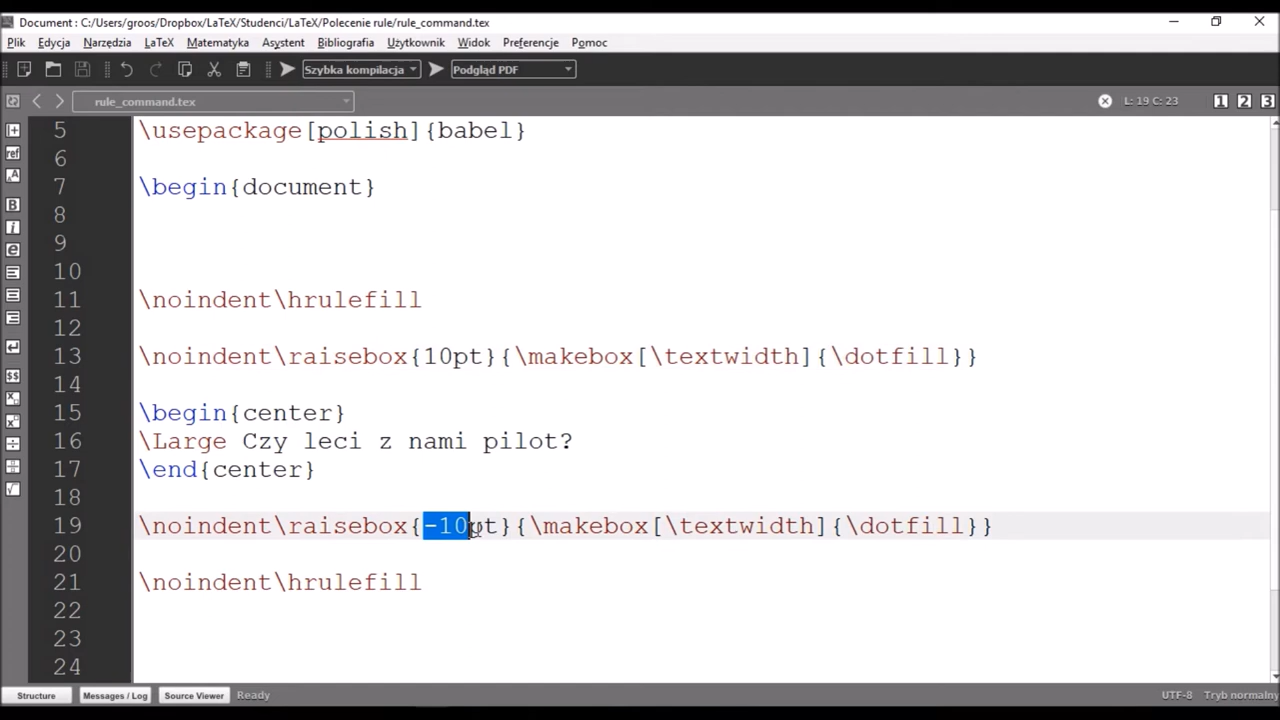 Document : C:/Users/groos/Dropbox/LaTeX/Studenci/LaTeX/Polecenie rule/rule_command.tex
Plik Edycja Narzędzia LaTeX Matematyka Asystent Bibliografia Użytkownik Widok Preferencje Pomoc
Szybka kompilacja Podgląd PDF
rule_command.tex L: 19 C: 23 1 2 3
5 \usepackage[polish]{babel}
6
7 \begin{document}
8
9
10
11 \noindent\hrulefill
12
13 \noindent\raisebox{10pt}{\makebox[\textwidth]{\dotfill}}
14
15 \begin{center}
16 \Large Czy leci z nami pilot?
17 \end{center}
18
19 \noindent\raisebox{-10pt}{\makebox[\textwidth]{\dotfill}}
20
21 \noindent\hrulefill
22
23
24
Structure Messages / Log Source Viewer Ready UTF-8 Tryb normalny